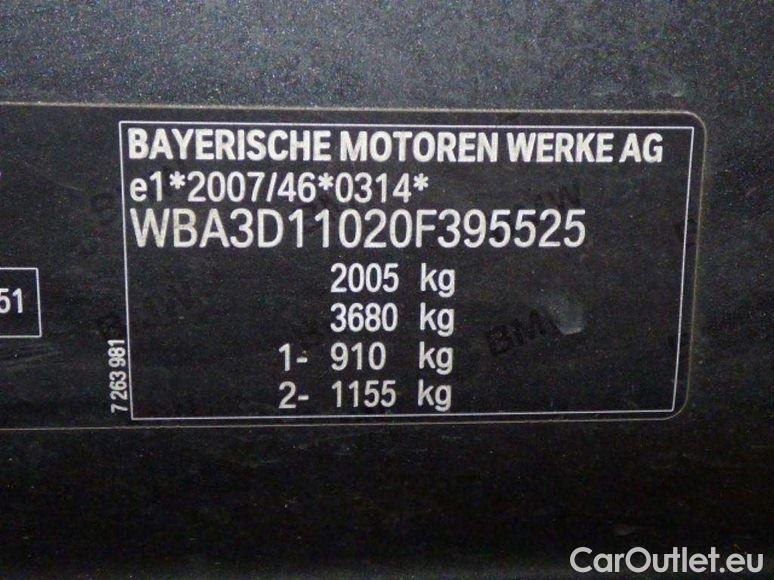 BAYERISCHE MOTOREN WERKE AG
e1*2007/46*0314*
WBA3D11020F395525
2005 kg
3680 kg
1- 910 kg
2- 1155 kg
7 263 981
51
BMW
CarOutlet.eu